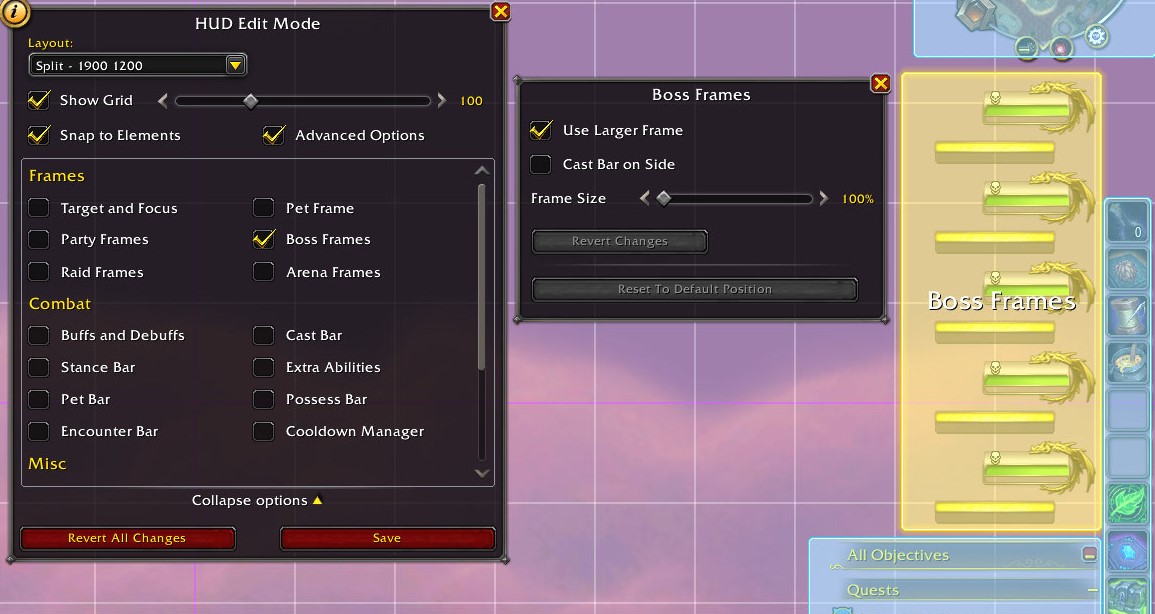 HUD Edit Mode
Layout:
Split - 1900 1200
Show Grid 100
Snap to Elements Advanced Options
Frames
Target and Focus Pet Frame
Party Frames Boss Frames
Raid Frames Arena Frames
Combat
Buffs and Debuffs Cast Bar
Stance Bar Extra Abilities
Pet Bar Possess Bar
Encounter Bar Cooldown Manager
Misc
Collapse options
Revert All Changes Save
Boss Frames
Use Larger Frame
Cast Bar on Side
Frame Size 100%
Revert Changes
Reset To Default Position
Boss Frames
0
All Objectives
Quests